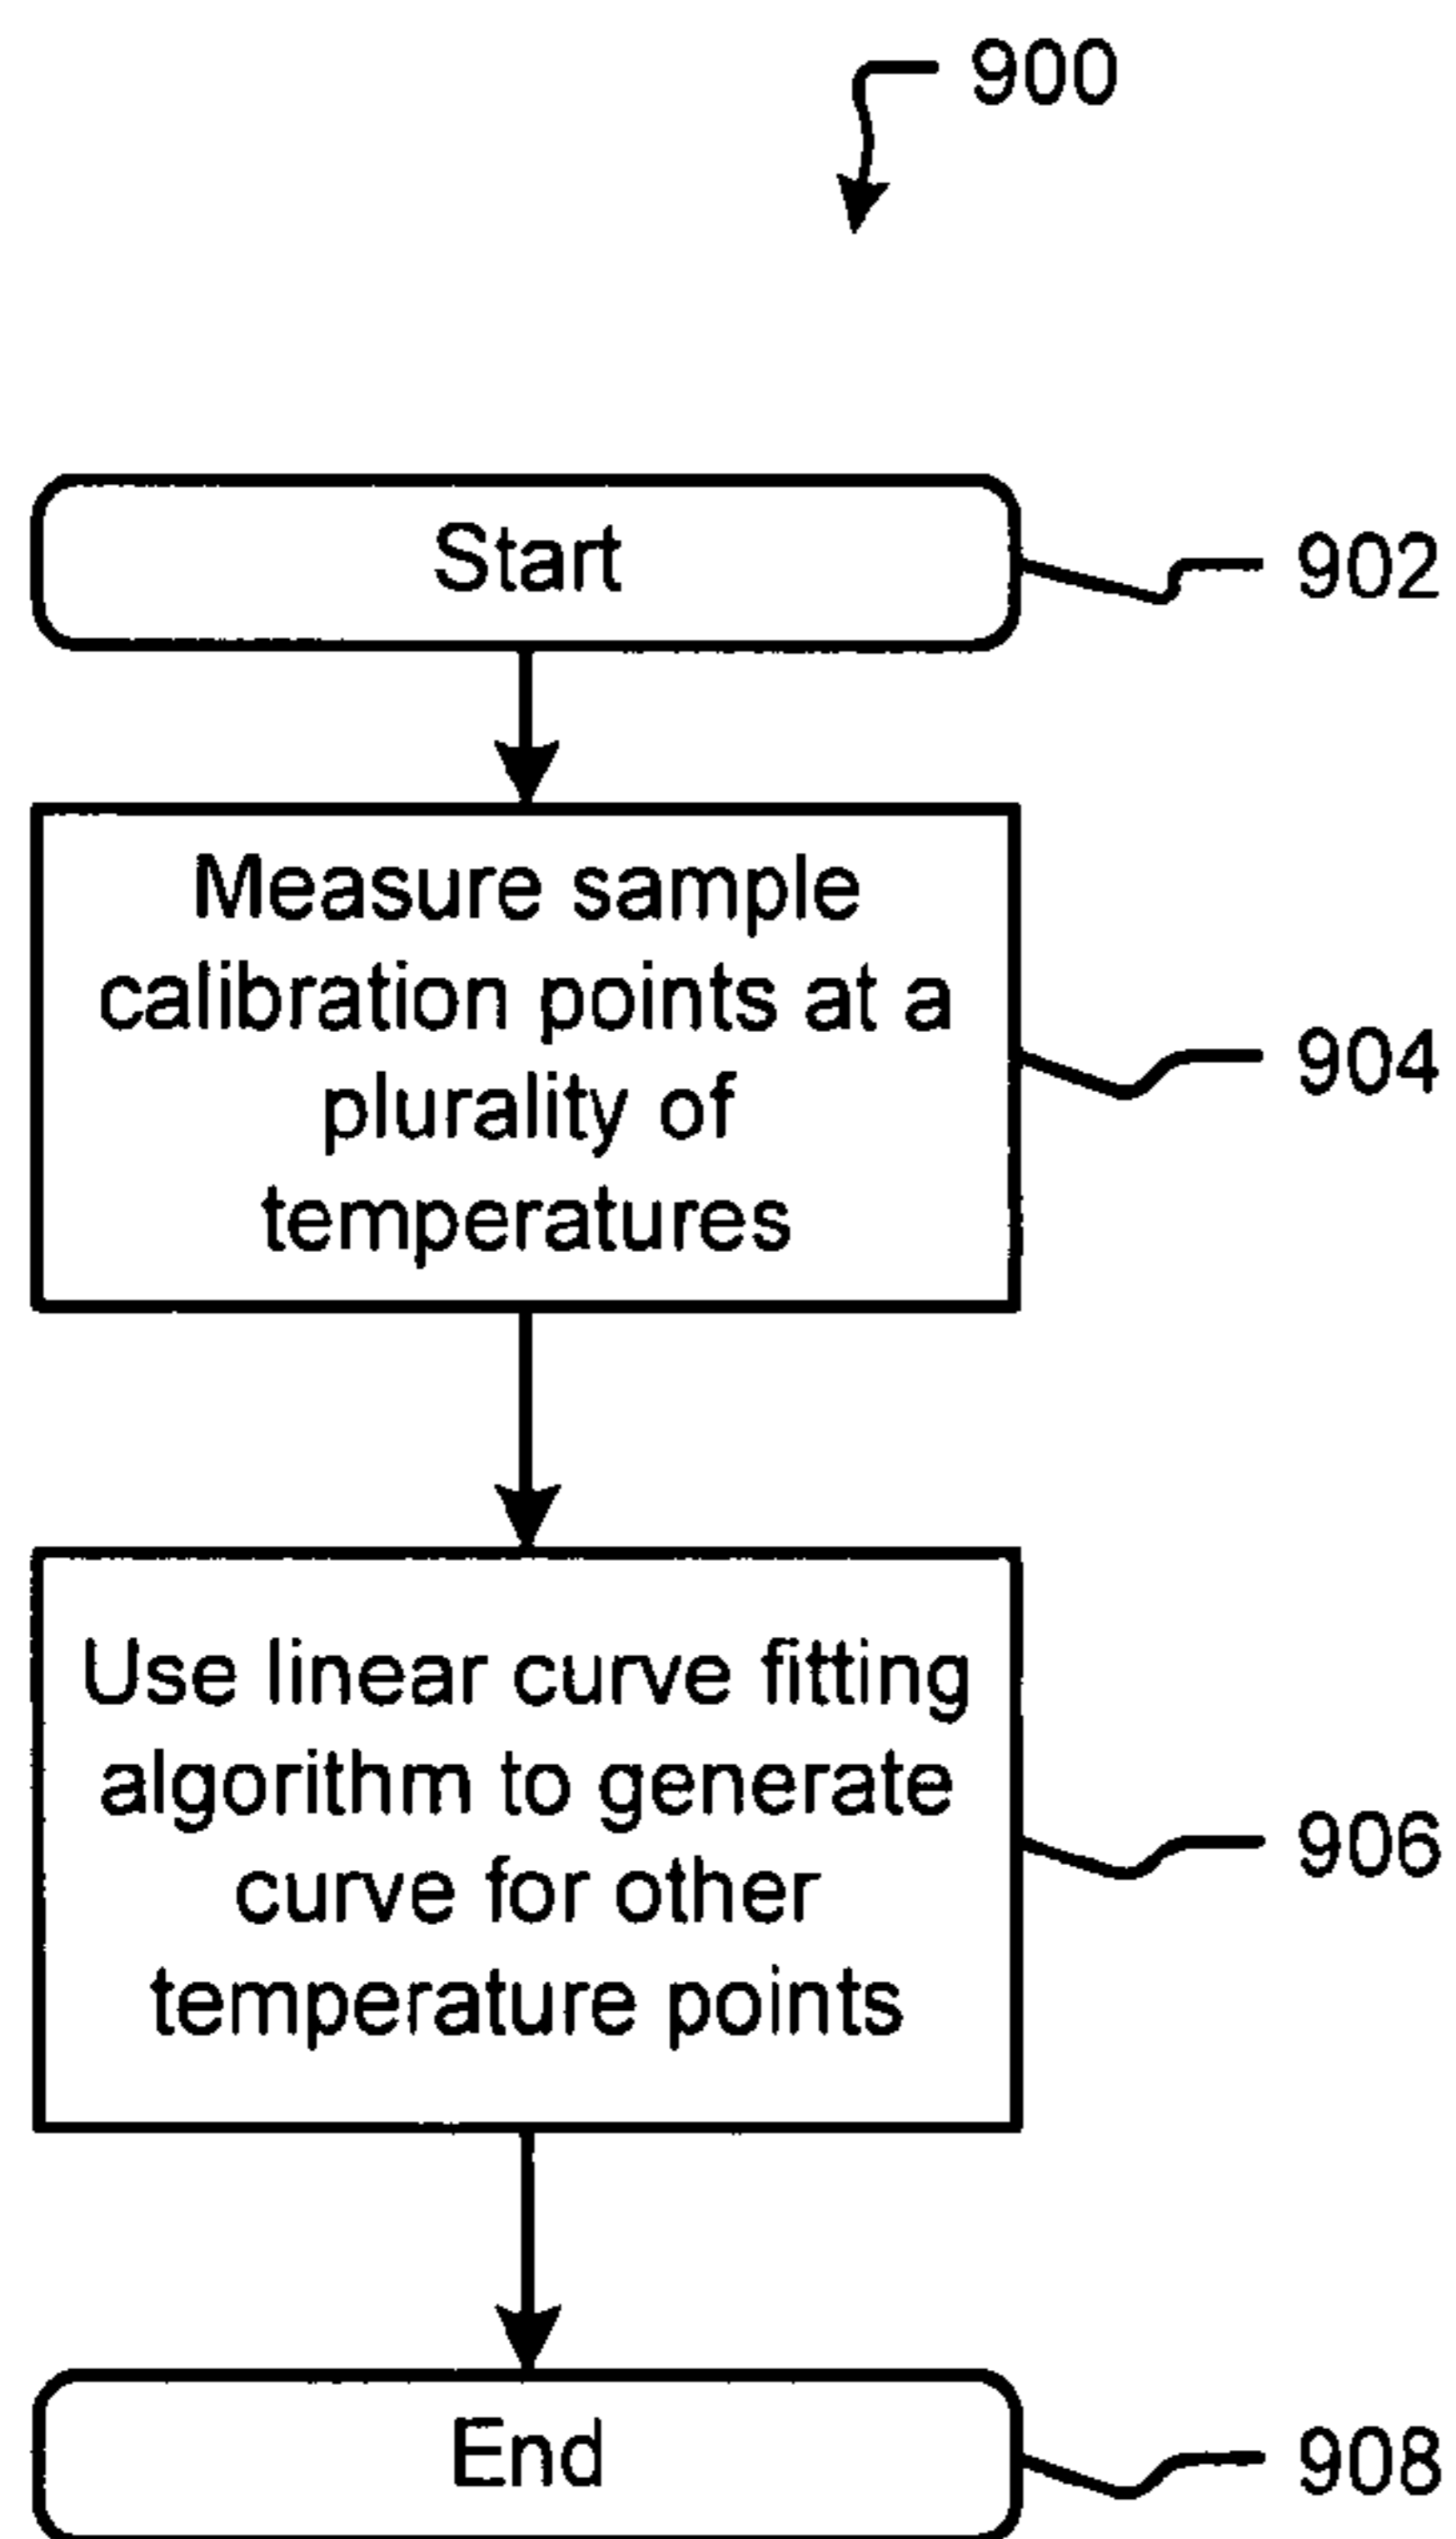 900
Start
902
Measure sample
calibration points at a
plurality of
temperatures
904
Use linear curve fitting
algorithm to generate
curve for other
temperature points
906
End
908